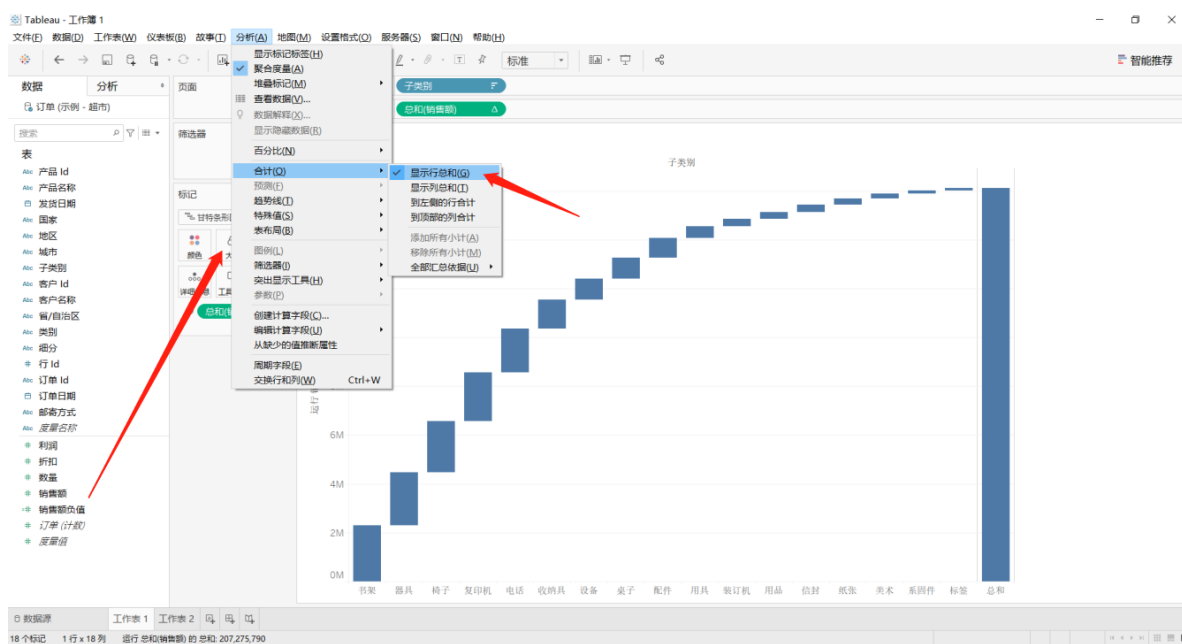 Tableau - 工作簿 1
文件(F) 数据(D) 工作表(W) 仪表板(B) 故事(T) 分析(A) 地图(M) 设置格式(O) 服务器(S) 窗口(N) 帮助(H)
标准
智能推荐
数据 分析
订单 (示例 - 超市)
搜索
表
Abc 产品 Id
Abc 产品名称
发货日期
Abc 国家
Abc 地区
Abc 城市
Abc 子类别
Abc 客户 Id
Abc 客户名称
Abc 省/自治区
Abc 类别
Abc 细分
# 行 Id
Abc 订单 Id
订单日期
Abc 邮寄方式
Abc 度量名称
# 利润
# 折扣
# 数量
# 销售额
# 销售额负值
# 订单 (计数)
# 度量值
页面
筛选器
标记
甘特条形
颜色
总和(销
显示标记标签(H)
聚合度量(A)
堆叠标记(M)
查看数据(V)...
数据解释(X)...
显示隐藏数据(R)
百分比(N)
合计(O)
预测(F)
趋势线(T)
特殊值(S)
表布局(B)
图例(L)
筛选器(I)
突出显示工具(H)
参数(P)
创建计算字段(C)...
编辑计算字段(U)
从缺少的值推断属性
周期字段(E)
交换行和列(W) Ctrl+W
显示行总和(G)
显示列总和(T)
到左侧的行合计
到顶部的列合计
添加所有小计(A)
移除所有小计(M)
全部汇总依据(U)
子类别
总和(销售额)
子类别
6M
4M
2M
0M
书架 器具 椅子 复印机 电话 收纳具 设备 桌子 配件 用具 装订机 用品 信封 纸张 美术 系固件 标签 总和
数据源 工作表 1 工作表 2
18 个标记 1 行 x 18 列 运行 总和(销售额) 的 总和: 207,275,790